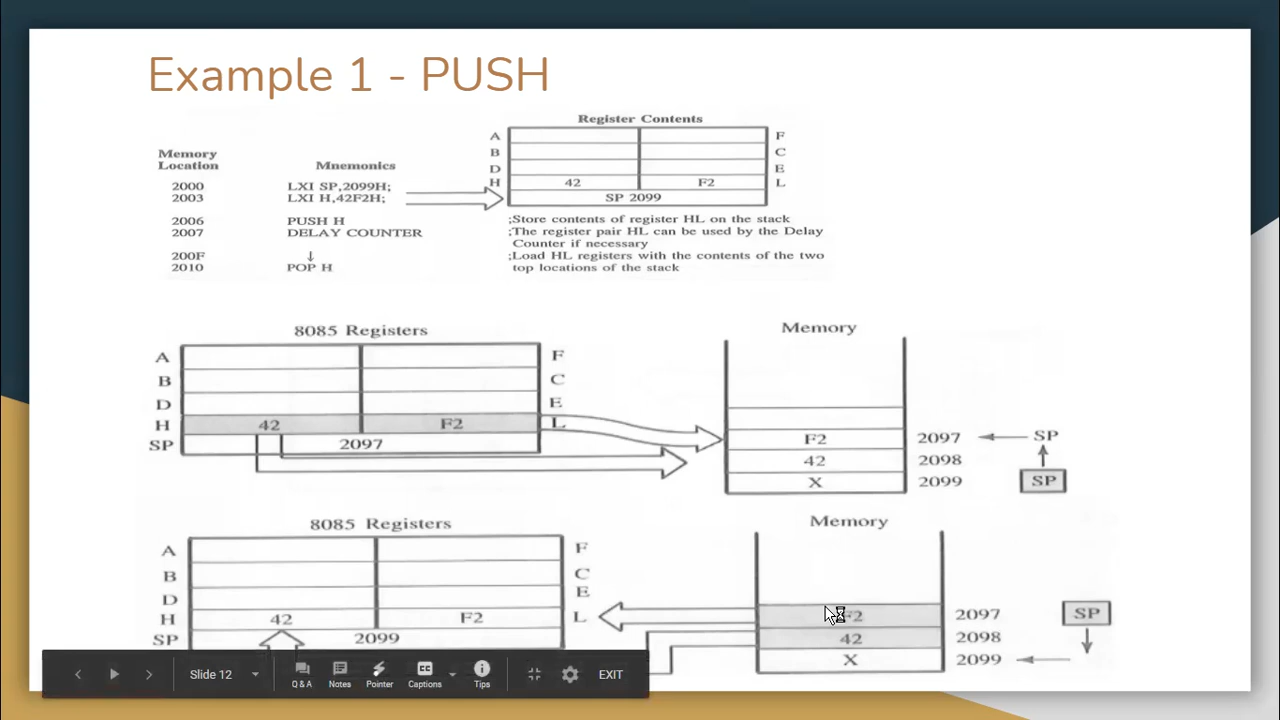 Example 1 - PUSH
Register Contents
A F
B C
D E
H 42 F2 L
SP 2099
Memory
Location Mnemonics
2000 LXI SP,2099H;
2003 LXI H,42F2H;
2006 PUSH H ;Store contents of register HL on the stack
2007 DELAY COUNTER ;The register pair HL can be used by the Delay
Counter if necessary
200F ↓ ;Load HL registers with the contents of the two
2010 POP H top locations of the stack
8085 Registers
A F
B C
D E
H 42 F2 L
SP 2097
Memory
F2 2097 SP
42 2098
X 2099 SP
8085 Registers
A F
B C
D E
H 42 F2 L
SP 2099
Memory
2097 SP
42 2098
X 2099
Slide 12
Q & A
Notes
Pointer
CC
Captions
Tips
EXIT